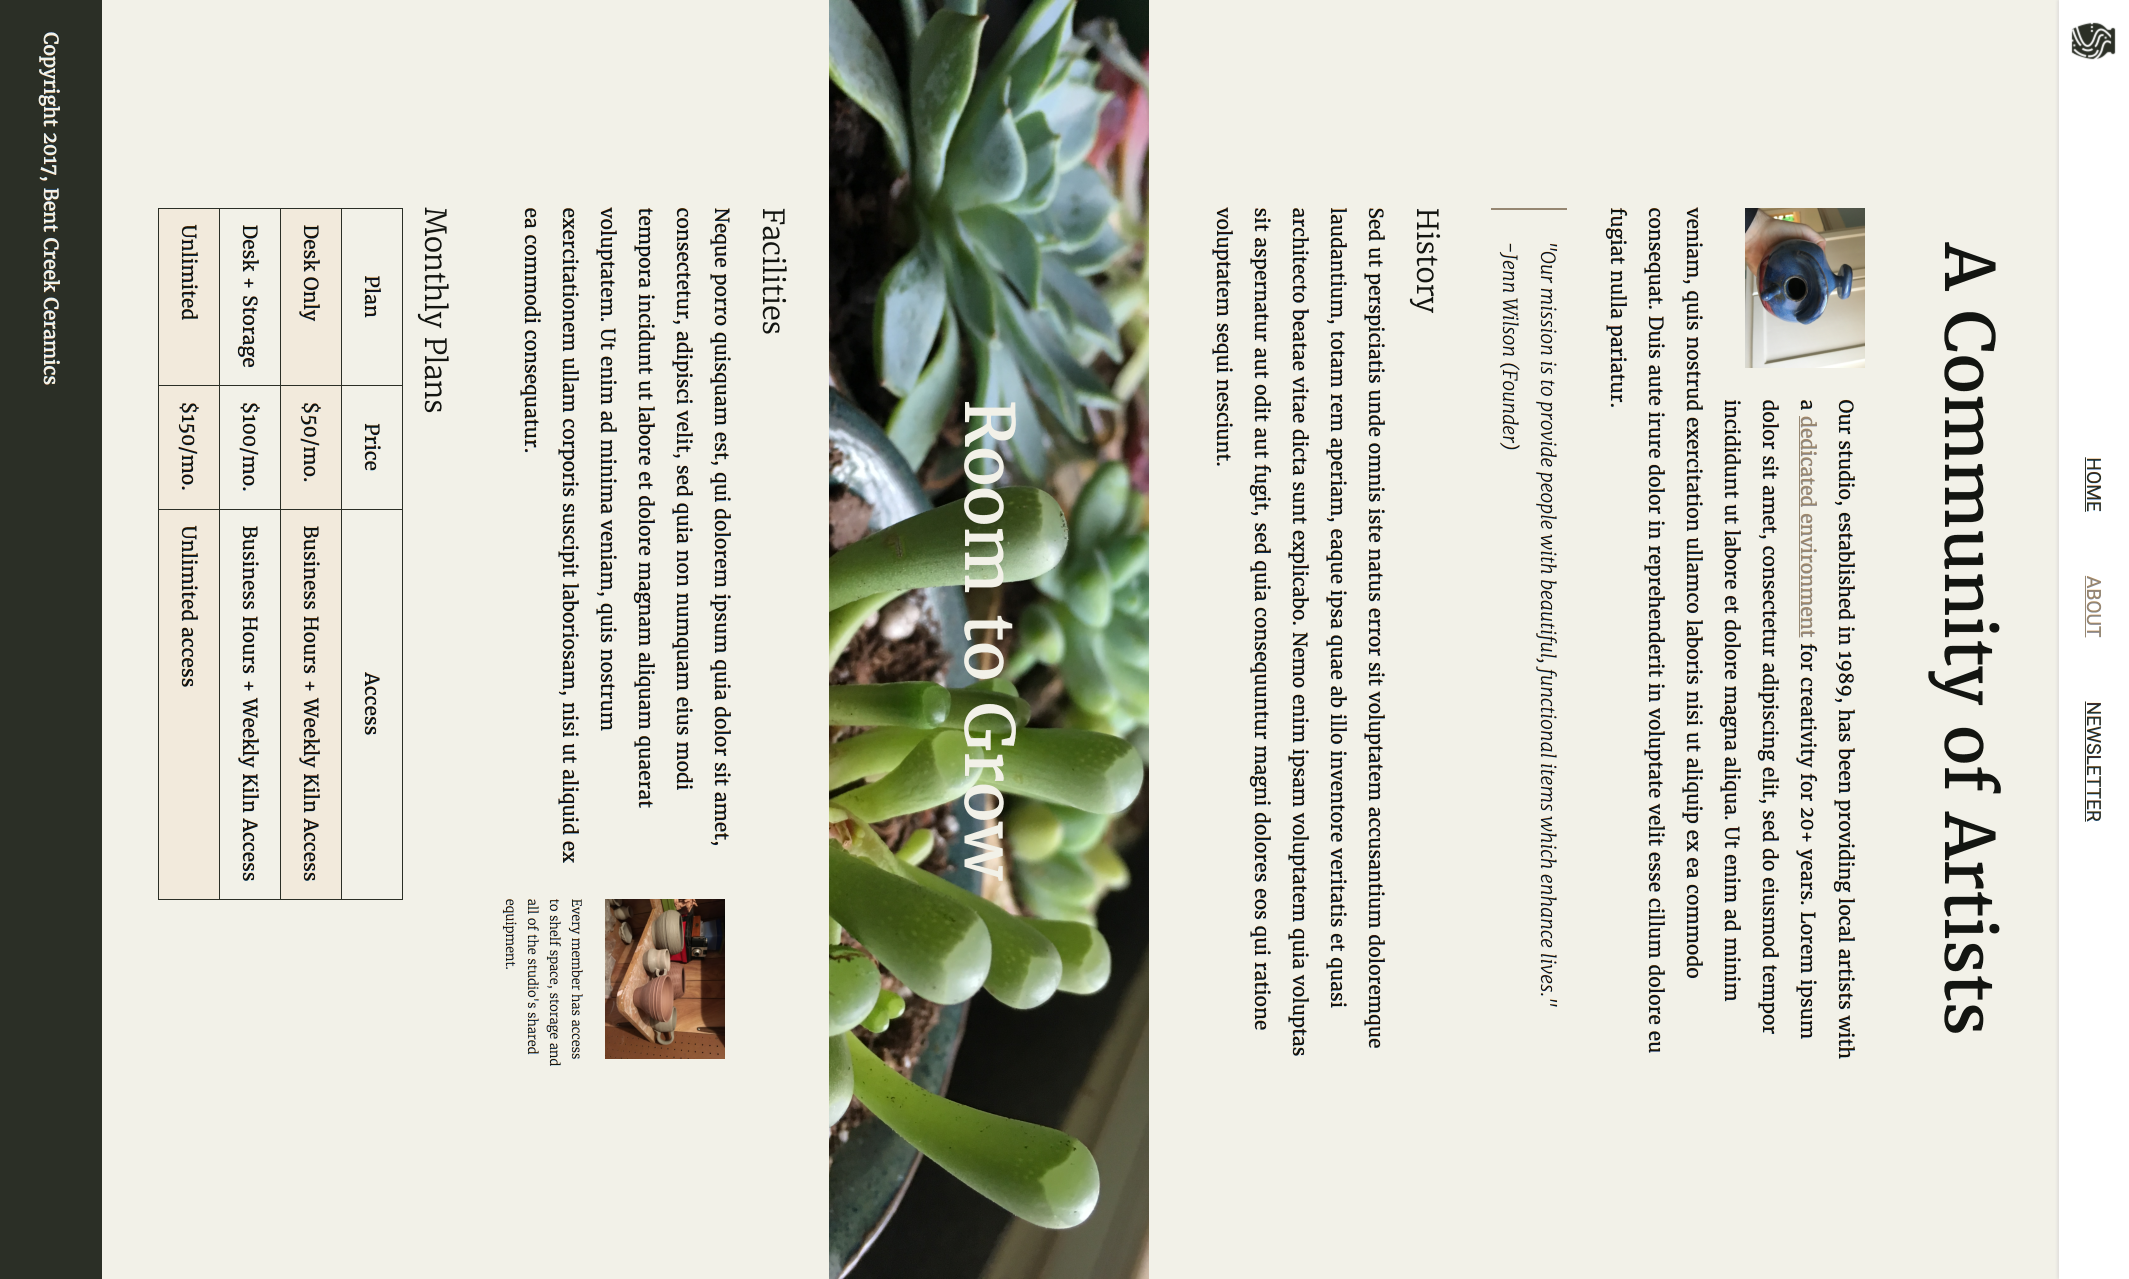 HOME
ABOUT
NEWSLETTER
A Community of Artists
Our studio, established in 1989, has been providing local artists with
a dedicated environment for creativity for 20+ years. Lorem ipsum
dolor sit amet, consectetur adipiscing elit, sed do eiusmod tempor
incididunt ut labore et dolore magna aliqua. Ut enim ad minim
veniam, quis nostrud exercitation ullamco laboris nisi ut aliquip ex ea commodo
consequat. Duis aute irure dolor in reprehenderit in voluptate velit esse cillum dolore eu
fugiat nulla pariatur.
"Our mission is to provide people with beautiful, functional items which enhance lives."
–Jenn Wilson (Founder)
History
Sed ut perspiciatis unde omnis iste natus error sit voluptatem accusantium doloremque
laudantium, totam rem aperiam, eaque ipsa quae ab illo inventore veritatis et quasi
architecto beatae vitae dicta sunt explicabo. Nemo enim ipsam voluptatem quia voluptas
sit aspernatur aut odit aut fugit, sed quia consequuntur magni dolores eos qui ratione
voluptatem sequi nesciunt.
Room to Grow
Facilities
Neque porro quisquam est, qui dolorem ipsum quia dolor sit amet,
consectetur, adipisci velit, sed quia non numquam eius modi
tempora incidunt ut labore et dolore magnam aliquam quaerat
voluptatem. Ut enim ad minima veniam, quis nostrum
exercitationem ullam corporis suscipit laboriosam, nisi ut aliquid ex
ea commodi consequatur.
Every member has access
to shelf space, storage and
all of the studio's shared
equipment.
Monthly Plans
Plan Price Access
Desk Only $50/mo. Business Hours + Weekly Kiln Access
Desk + Storage $100/mo. Business Hours + Weekly Kiln Access
Unlimited $150/mo. Unlimited access
Copyright 2017, Bent Creek Ceramics